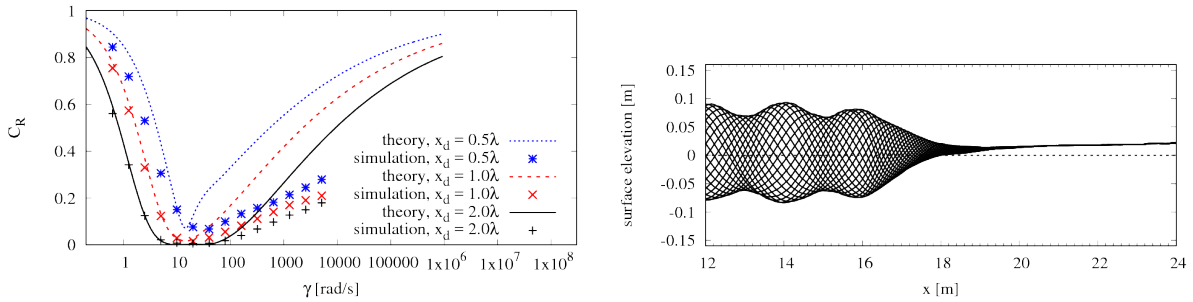 1
0.8
0.6
0.4
0.2
0
C_R
theory, x_d = 0.5λ
simulation, x_d = 0.5λ
theory, x_d = 1.0λ
simulation, x_d = 1.0λ
theory, x_d = 2.0λ
simulation, x_d = 2.0λ
1 10 100 1000 10000 100000 1x10^6 1x10^7 1x10^8
γ [rad/s]
0.15
0.1
0.05
0
-0.05
-0.1
-0.15
surface elevation [m]
12 14 16 18 20 22 24
x [m]